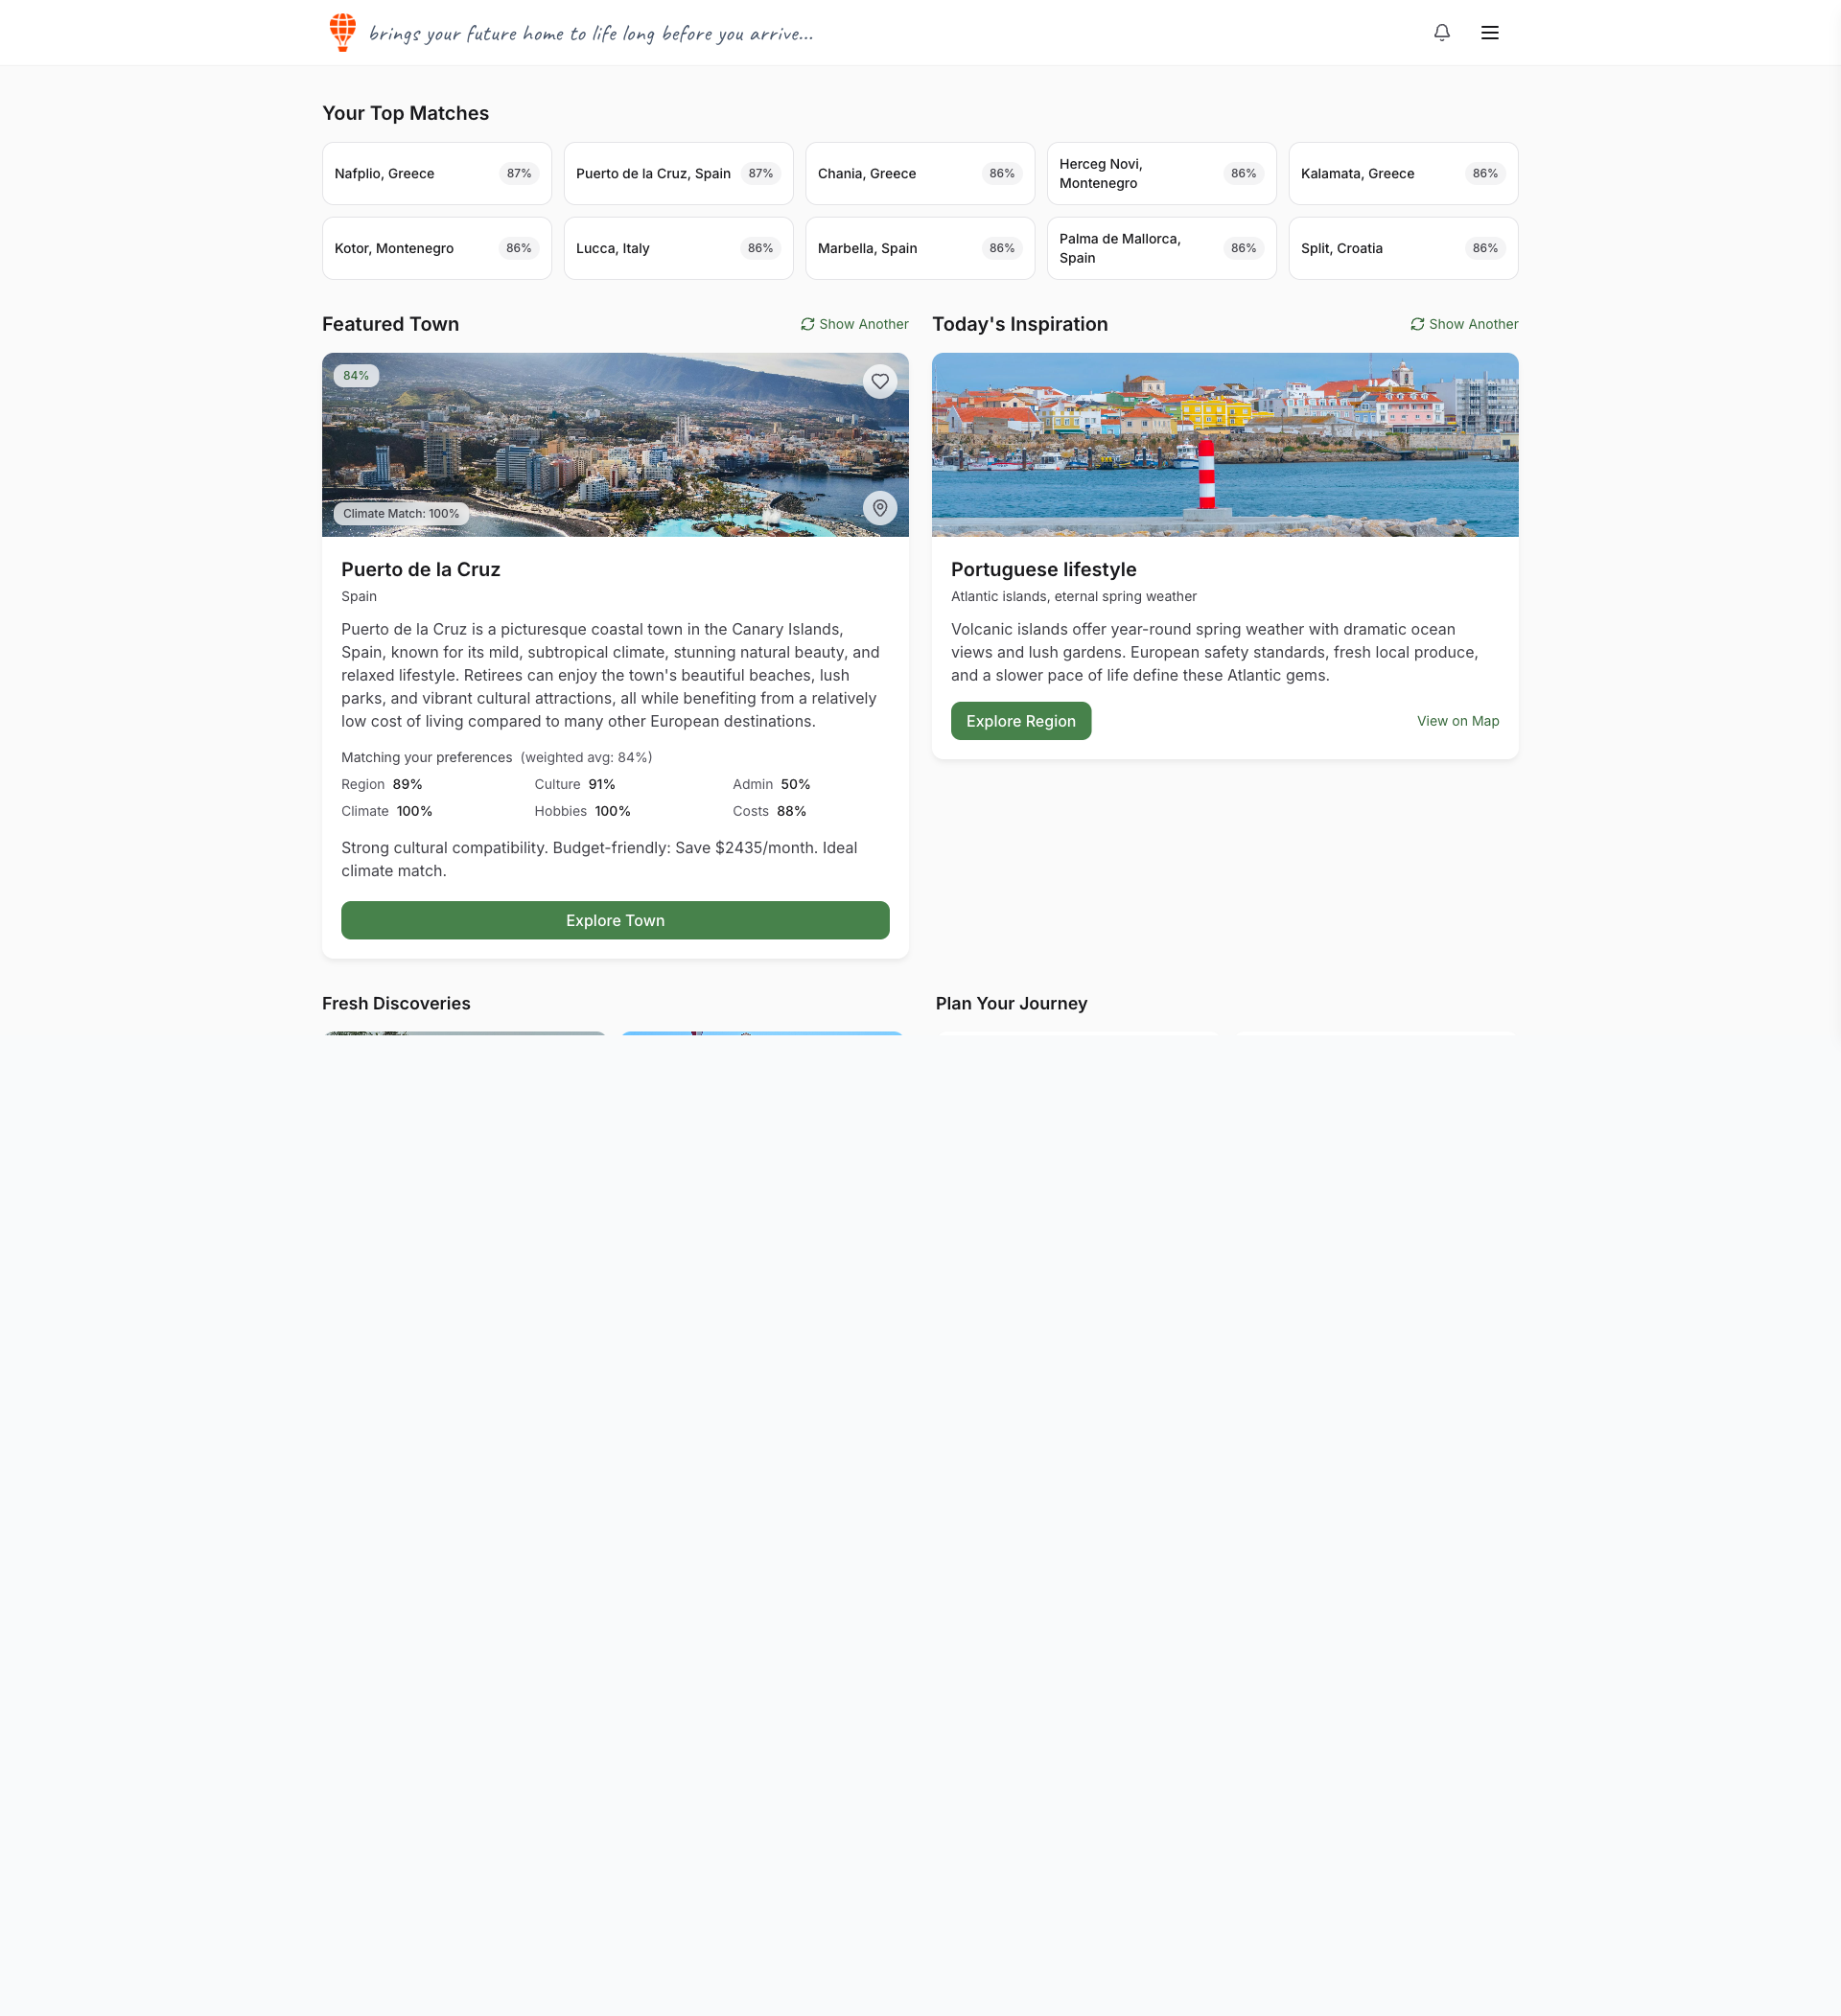 brings your future home to life long before you arrive...
Your Top Matches
Nafplio, Greece 87%
Puerto de la Cruz, Spain 87%
Chania, Greece 86%
Herceg Novi,
Montenegro 86%
Kalamata, Greece 86%
Kotor, Montenegro 86%
Lucca, Italy 86%
Marbella, Spain 86%
Palma de Mallorca,
Spain 86%
Split, Croatia 86%
Featured Town
Show Another
84%
Climate Match: 100%
Puerto de la Cruz
Spain
Puerto de la Cruz is a picturesque coastal town in the Canary Islands,
Spain, known for its mild, subtropical climate, stunning natural beauty, and
relaxed lifestyle. Retirees can enjoy the town's beautiful beaches, lush
parks, and vibrant cultural attractions, all while benefiting from a relatively
low cost of living compared to many other European destinations.
Matching your preferences (weighted avg: 84%)
Region 89% Culture 91% Admin 50%
Climate 100% Hobbies 100% Costs 88%
Strong cultural compatibility. Budget-friendly: Save $2435/month. Ideal
climate match.
Explore Town
Today's Inspiration
Show Another
Portuguese lifestyle
Atlantic islands, eternal spring weather
Volcanic islands offer year-round spring weather with dramatic ocean
views and lush gardens. European safety standards, fresh local produce,
and a slower pace of life define these Atlantic gems.
Explore Region
View on Map
Fresh Discoveries
Plan Your Journey